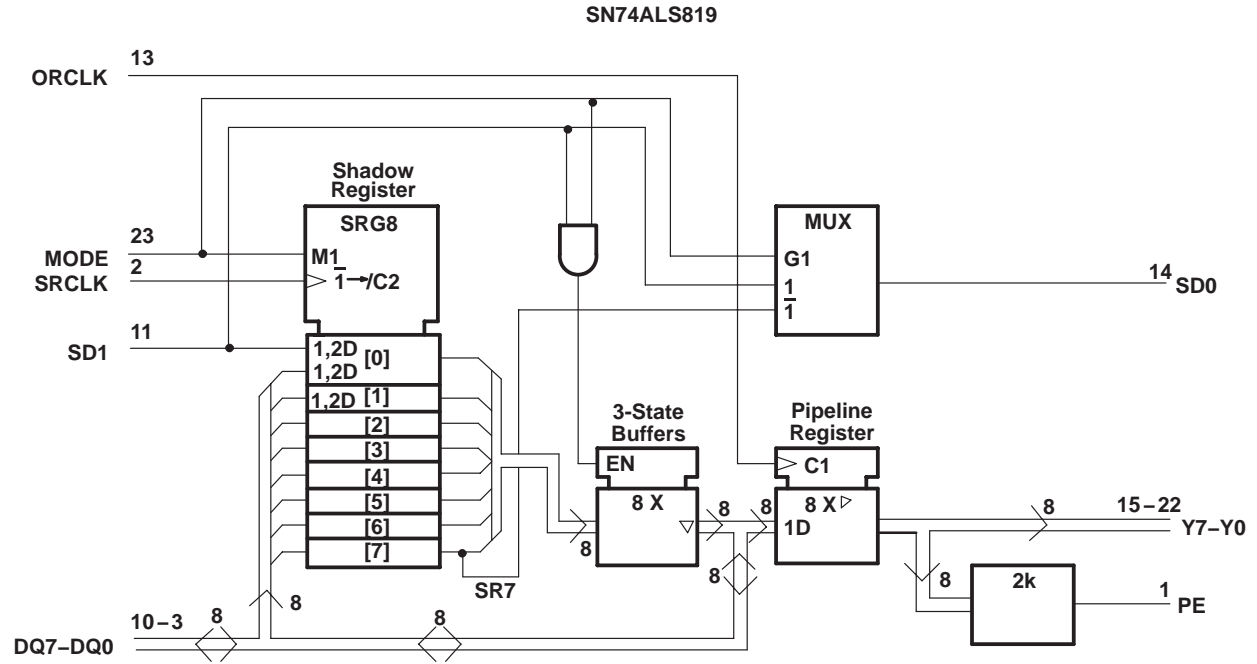 SN74ALS819
13
ORCLK
Shadow
Register
SRG8
MUX
23
MODE
M1
G1
2
SRCLK
1→/C2
1
1
14
SD0
11
SD1
1,2D
[0]
1,2D
1,2D
[1]
[2]
[3]
[4]
[5]
[6]
[7]
SR7
3-State
Buffers
Pipeline
Register
EN
C1
8 X
8 X
8
8
8
1D
8
15–22
Y7–Y0
8
8
2k
1
PE
8
10–3
8
8
DQ7–DQ0